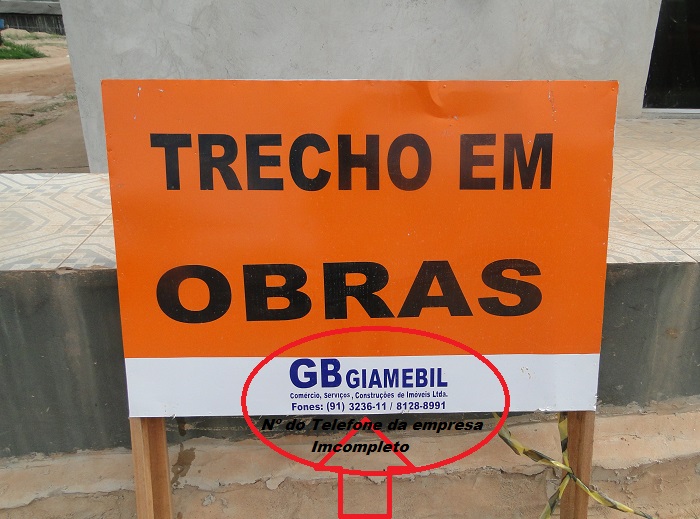 TRECHO EM
OBRAS
GB GIAMEBIL
Comércio, Serviços, Construções de Imóveis Ltda.
Fones: (91) 3236-11 / 8128-8991
Nº do Telefone da empresa
Imcompleto